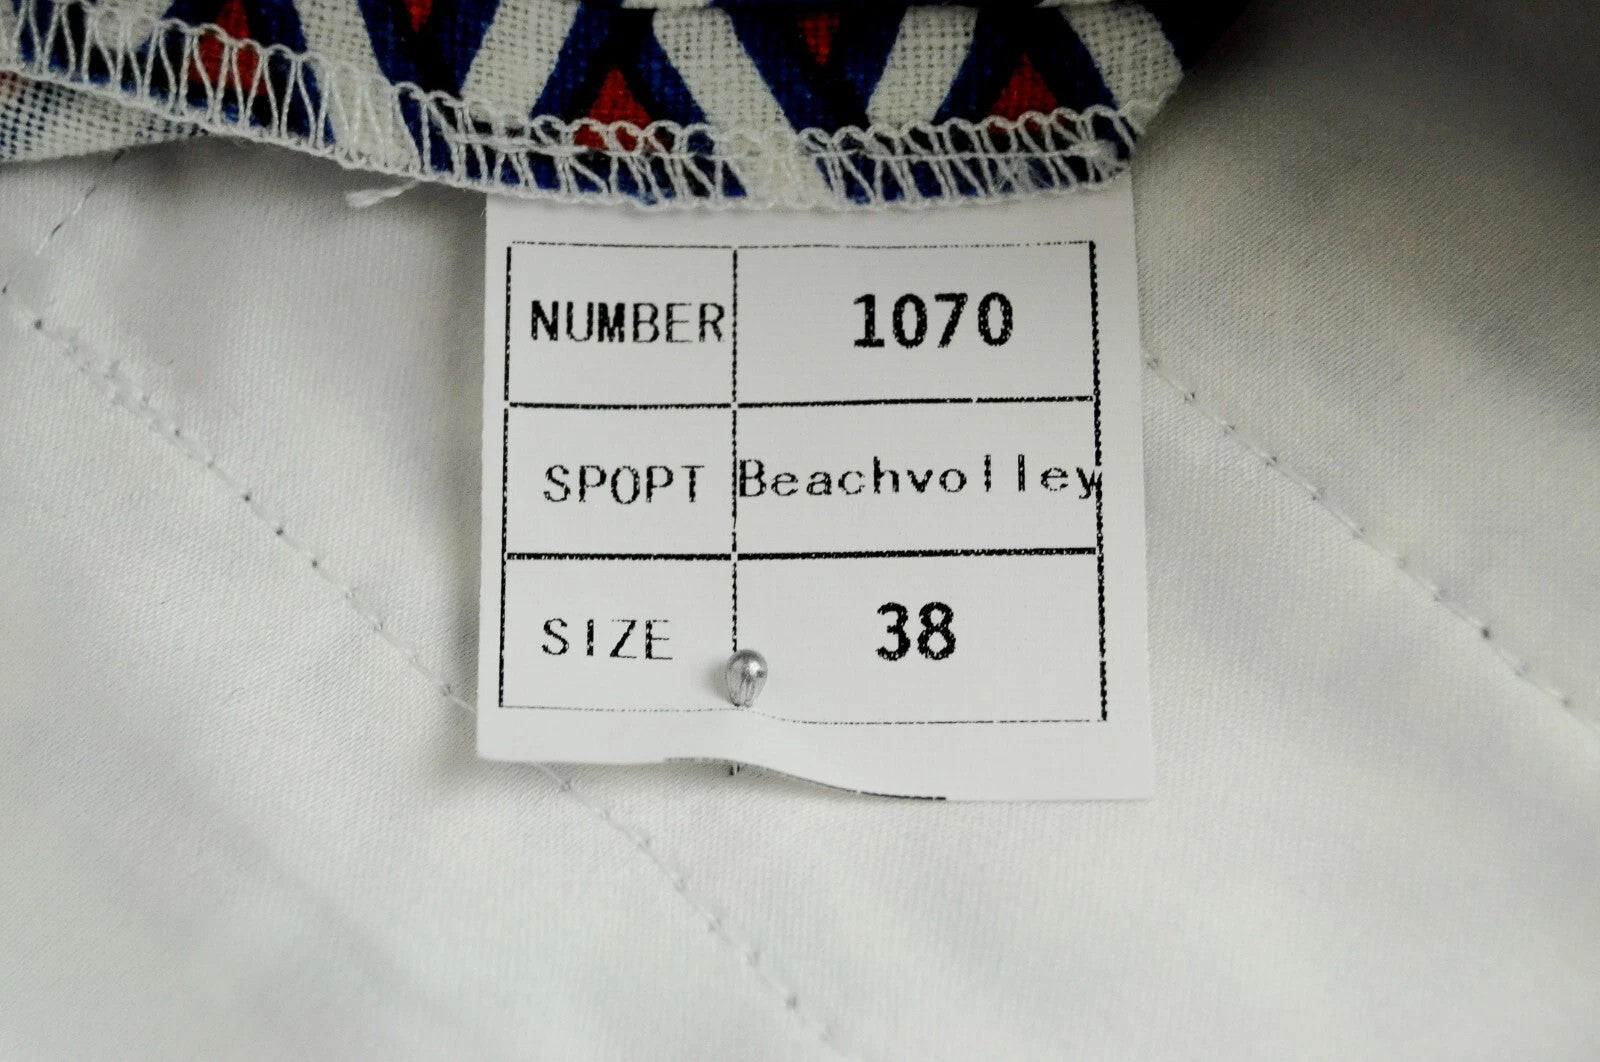 NUMBER 1070
SPOPT Beachvolley
SIZE 38